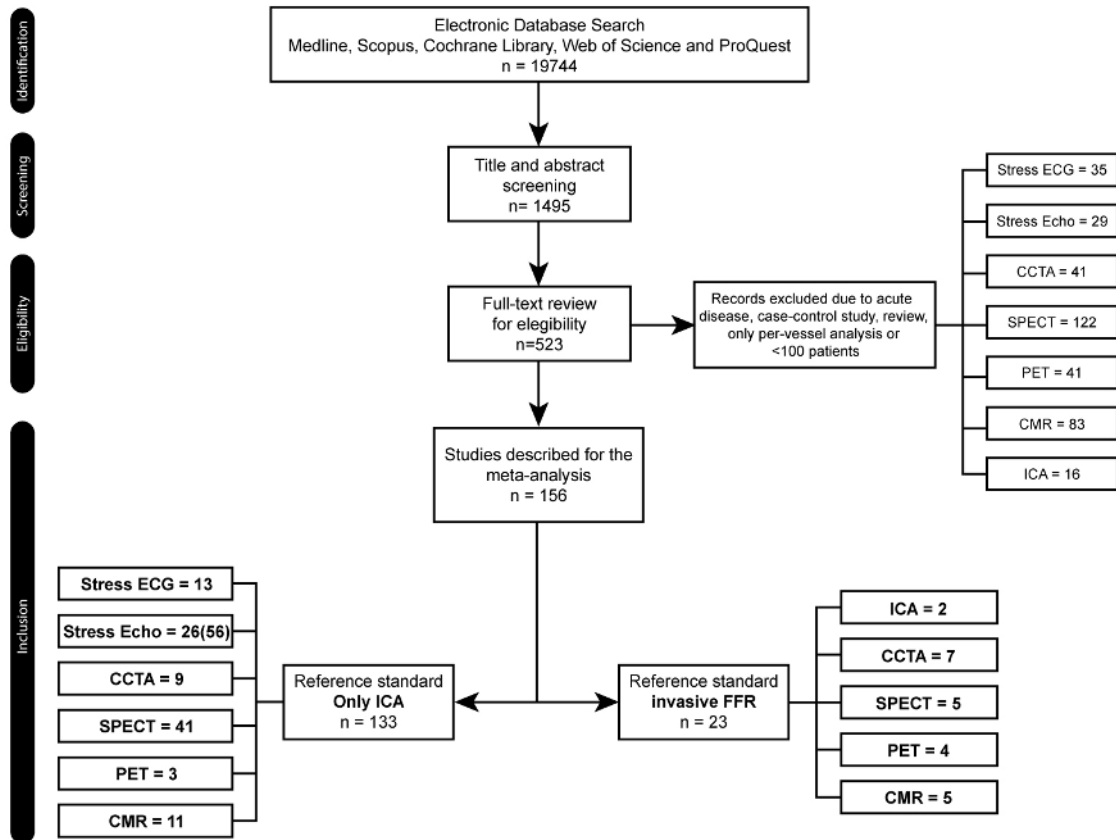 Identification
Electronic Database Search
Medline, Scopus, Cochrane Library, Web of Science and ProQuest
n = 19744
Screening
Title and abstract
screening
n= 1495
Eligibility
Full-text review
for elegibility
n=523
Records excluded due to acute
disease, case-control study, review,
only per-vessel analysis or
<100 patients
Stress ECG = 35
Stress Echo = 29
CCTA = 41
SPECT = 122
PET = 41
CMR = 83
ICA = 16
Inclusion
Studies described for the
meta-analysis
n = 156
Stress ECG = 13
Stress Echo = 26(56)
CCTA = 9
SPECT = 41
PET = 3
CMR = 11
Reference standard
Only ICA
n = 133
Reference standard
invasive FFR
n = 23
ICA = 2
CCTA = 7
SPECT = 5
PET = 4
CMR = 5